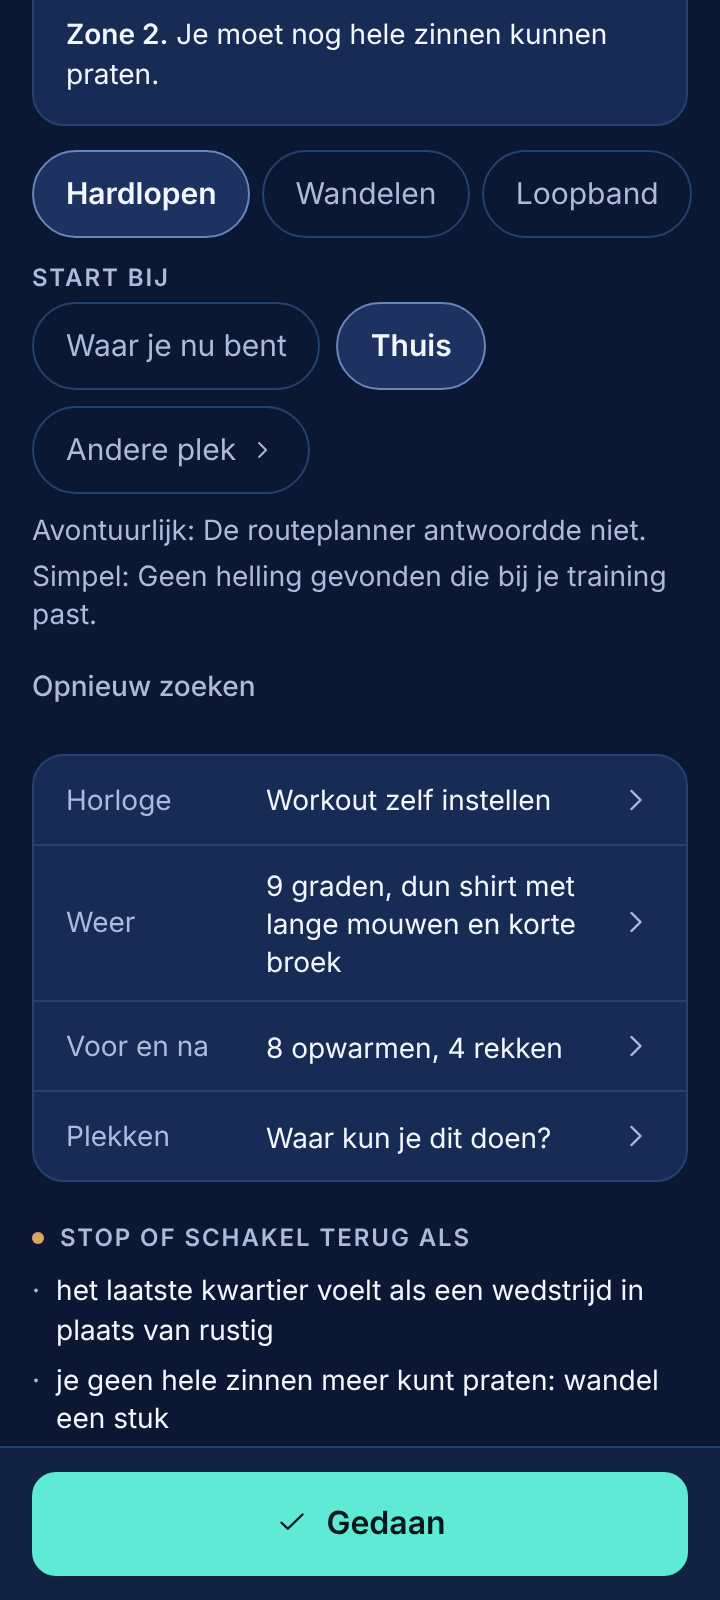 Zone 2. Je moet nog hele zinnen kunnen
praten.
Hardlopen
Wandelen
Loopband
START BIJ
Waar je nu bent
Thuis
Andere plek
Avontuurlijk: De routeplanner antwoordde niet.
Simpel: Geen helling gevonden die bij je training
past.
Opnieuw zoeken
Horloge
Workout zelf instellen
Weer
9 graden, dun shirt met
lange mouwen en korte
broek
Voor en na
8 opwarmen, 4 rekken
Plekken
Waar kun je dit doen?
STOP OF SCHAKEL TERUG ALS
· het laatste kwartier voelt als een wedstrijd in
plaats van rustig
· je geen hele zinnen meer kunt praten: wandel
een stuk
Gedaan